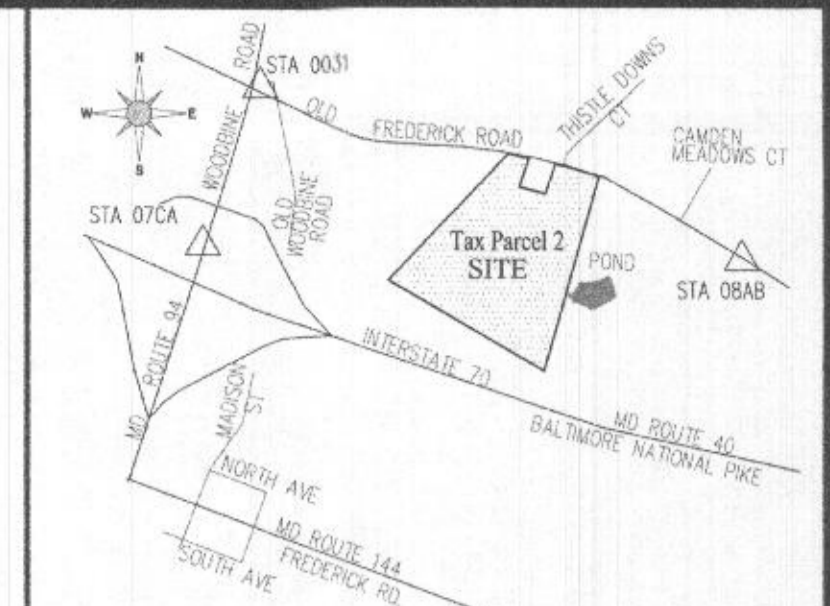 N
W E
S
WOODBINE ROAD
STA 0031
OLD
FREDERICK ROAD
THISTLE DOWNS
CT
CAMDEN
MEADOWS CT
STA 07CA
OLD
WOODBINE
ROAD
Tax Parcel 2
SITE
POND
STA 08AB
MD ROUTE 94
INTERSTATE 70
MADISON
ST
MD ROUTE 40
BALTIMORE NATIONAL PIKE
NORTH AVE
MD ROUTE 144
FREDERICK RD
SOUTH AVE